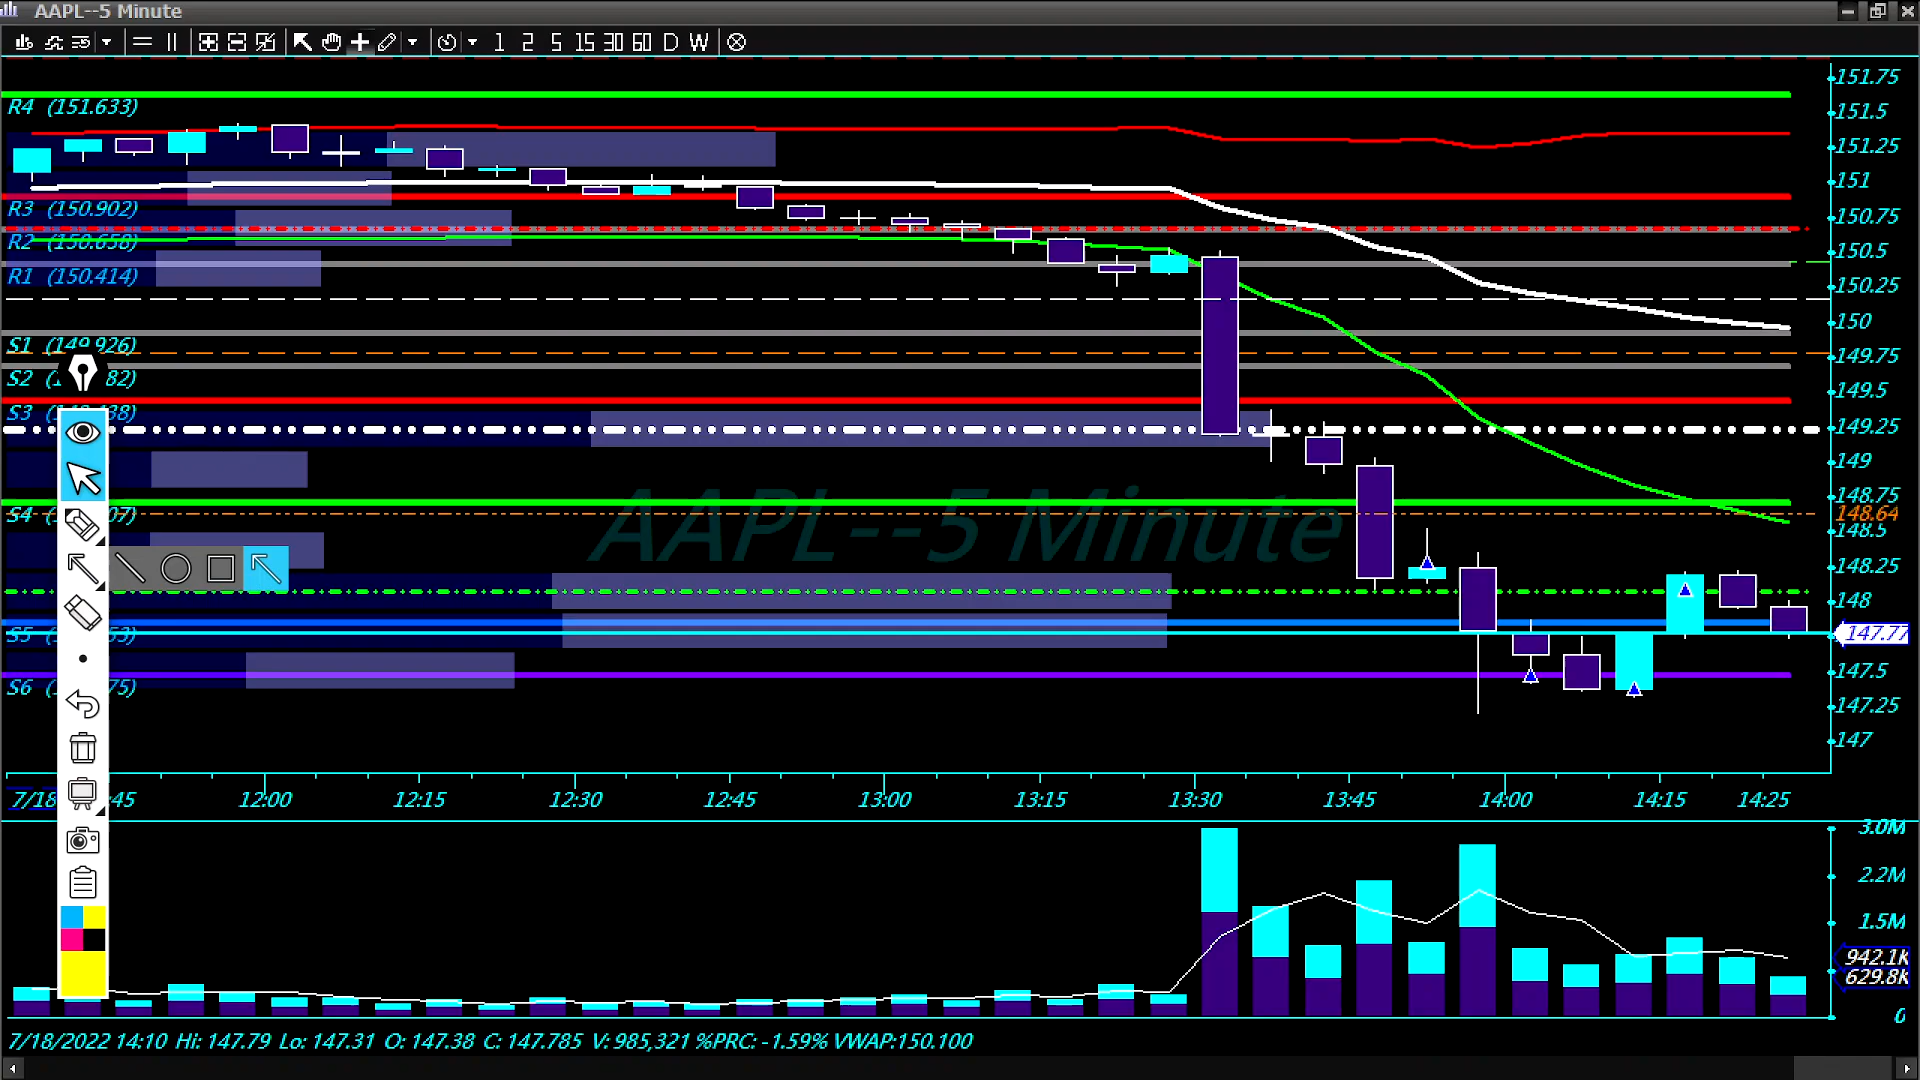 AAPL--5 Minute
1 2 5 15 30 60 D W
R4 (151.633)
R3 (150.902)
R2 (150.658)
R1 (150.414)
S1 (149.926)
S2 82)
S3
S4 07)
S5
S6 75)
AAPL--5 Minute
151.75
151.5
151.25
151
150.75
150.5
150.25
150
149.75
149.5
149.25
149
148.75
148.64
148.5
148.25
148
147.77
147.5
147.25
147
7/18 :45 12:00 12:15 12:30 12:45 13:00 13:15 13:30 13:45 14:00 14:15 14:25
3.0M
2.2M
1.5M
942.1K
629.8K
0
7/18/2022 14:10 Hi: 147.79 Lo: 147.31 O: 147.38 C: 147.785 V: 985,321 %PRC: -1.59% VWAP:150.100